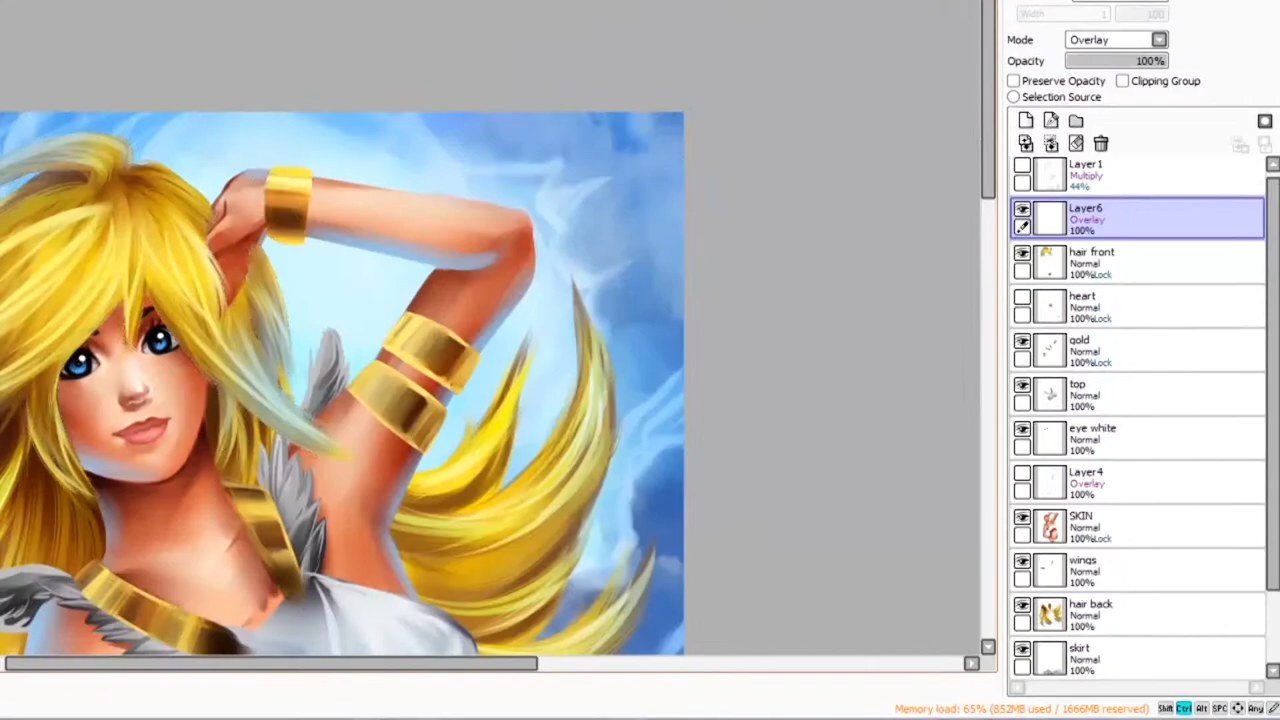 Width 1 100
Mode Overlay
Opacity 100%
Preserve Opacity Clipping Group
Selection Source
Layer1
Multiply
44%
Layer6
Overlay
100%
hair front
Normal
100%Lock
heart
Normal
100%Lock
gold
Normal
100%Lock
top
Normal
100%
eye white
Normal
100%
Layer4
Overlay
100%
SKIN
Normal
100%Lock
wings
Normal
100%
hair back
Normal
100%
skirt
Normal
100%
Memory load: 65% (852MB used / 1666MB reserved) Shift Ctrl Alt SPC Any